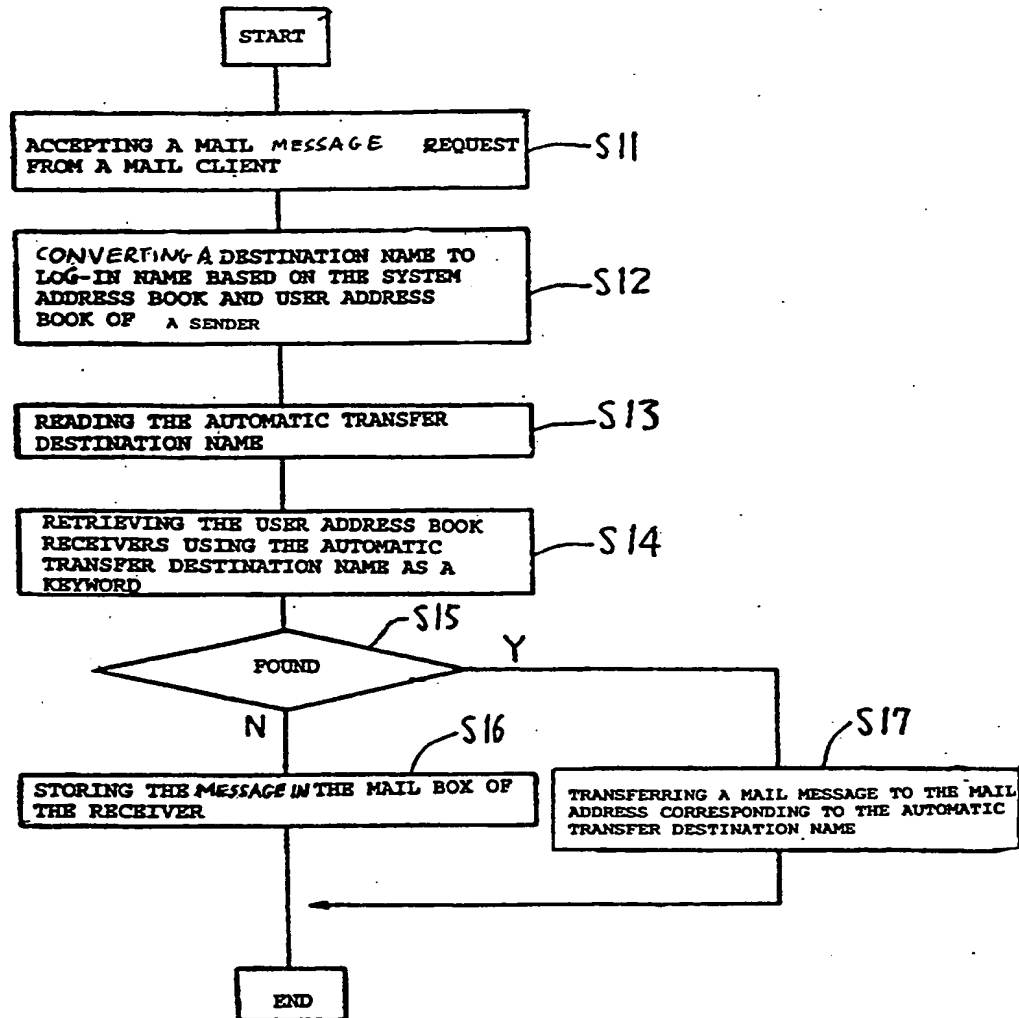 START
ACCEPTING A MAIL MESSAGE REQUEST
FROM A MAIL CLIENT
S11
CONVERTING A DESTINATION NAME TO
LOG-IN NAME BASED ON THE SYSTEM
ADDRESS BOOK AND USER ADDRESS
BOOK OF A SENDER
S12
READING THE AUTOMATIC TRANSFER
DESTINATION NAME
S13
RETRIEVING THE USER ADDRESS BOOK
RECEIVERS USING THE AUTOMATIC
TRANSFER DESTINATION NAME AS A
KEYWORD
S14
S15
FOUND
Y
N
S16
STORING THE MESSAGE IN THE MAIL BOX OF
THE RECEIVER
S17
TRANSFERRING A MAIL MESSAGE TO THE MAIL
ADDRESS CORRESPONDING TO THE AUTOMATIC
TRANSFER DESTINATION NAME
END